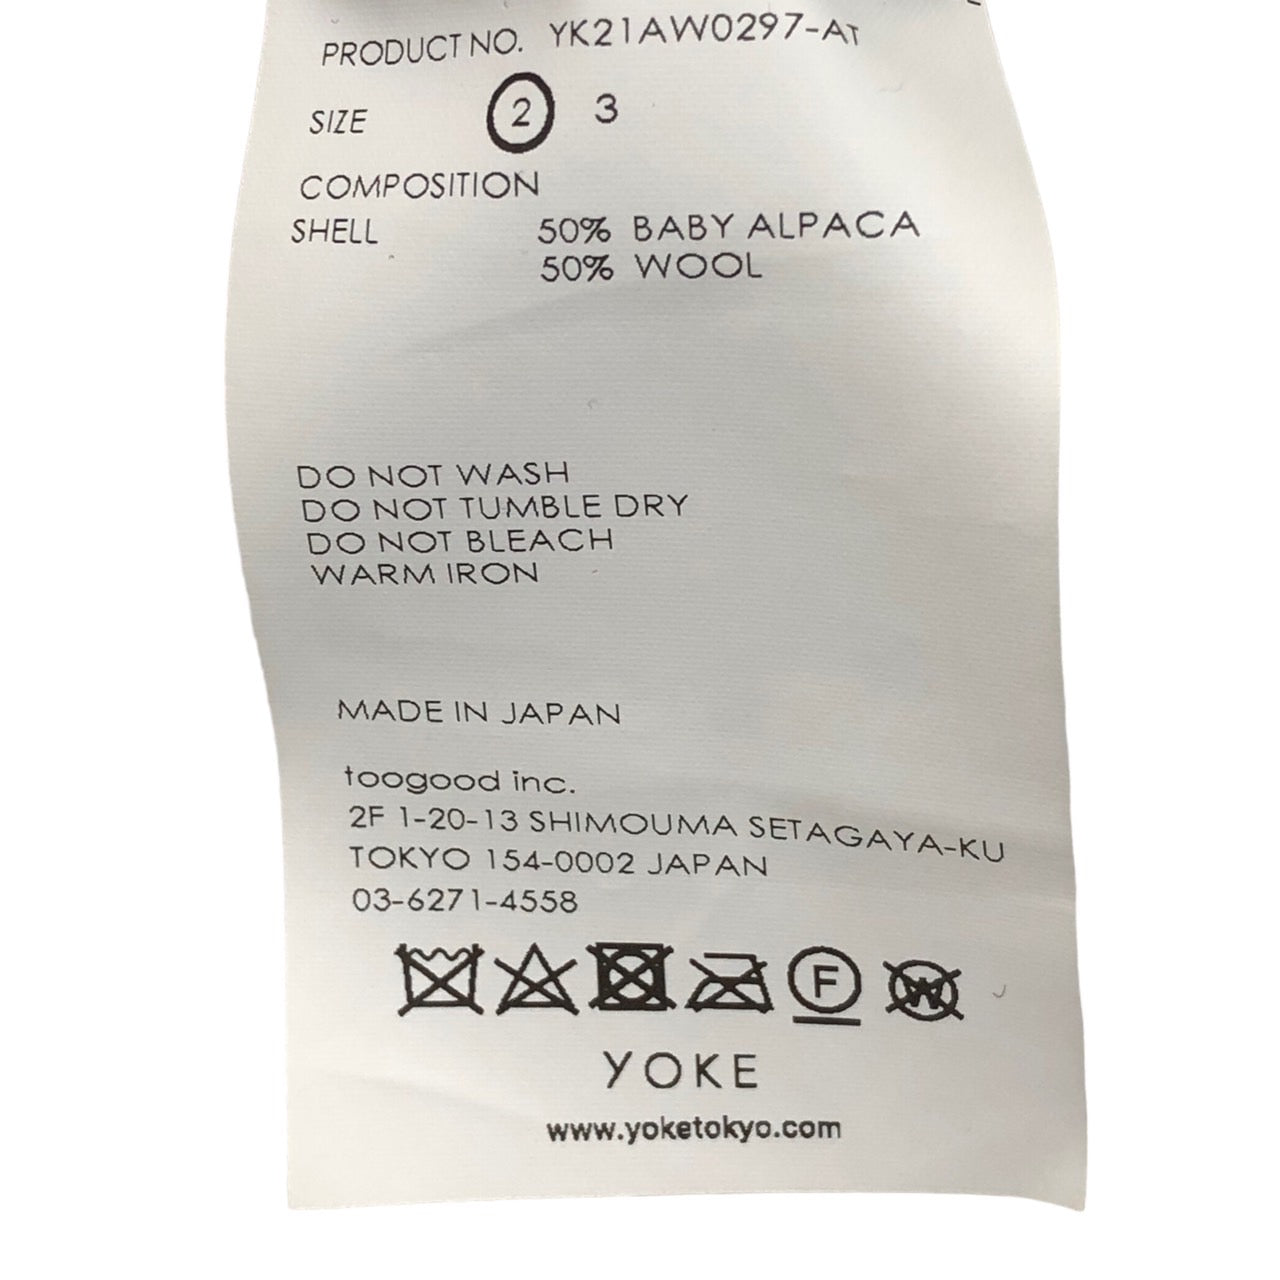 PRODUCT NO. YK21AW0297-AT
SIZE 2 3
COMPOSITION
SHELL 50% BABY ALPACA
50% WOOL
DO NOT WASH
DO NOT TUMBLE DRY
DO NOT BLEACH
WARM IRON
MADE IN JAPAN
toogood inc.
2F 1-20-13 SHIMOUMA SETAGAYA-KU
TOKYO 154-0002 JAPAN
03-6271-4558
F W
YOKE
www.yoketokyo.com